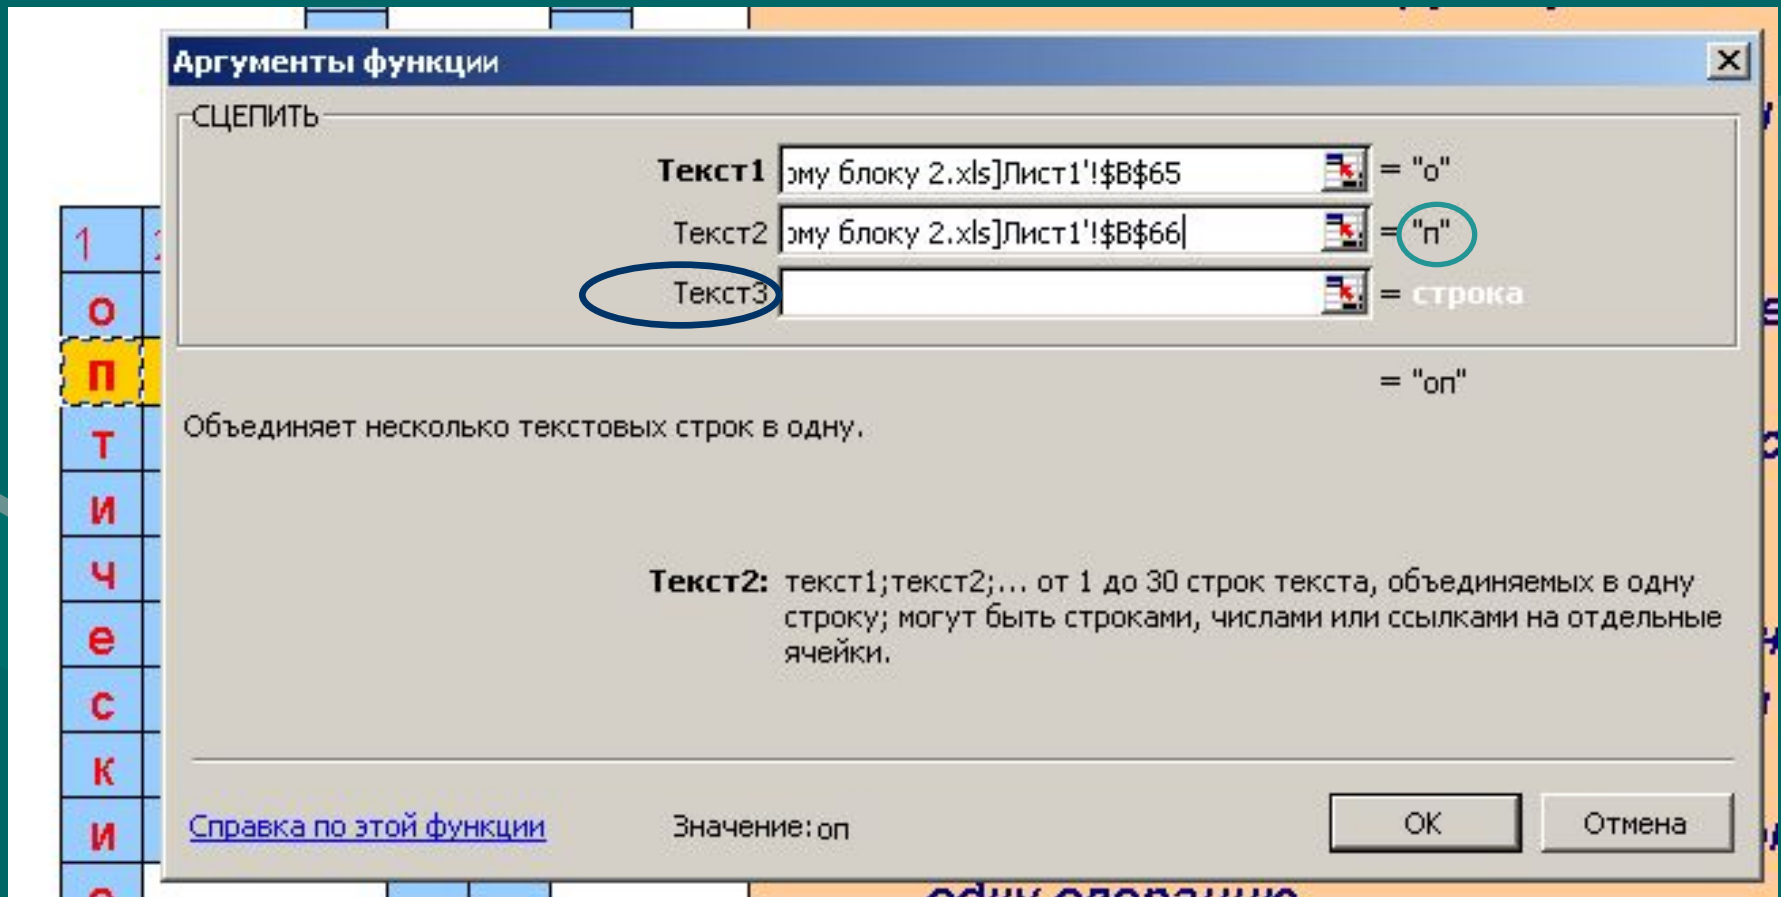 Аргументы функции
СЦЕПИТЬ
Текст1 ому блоку 2.xls]Лист1'!$B$65 = "о"
Текст2 ому блоку 2.xls]Лист1'!$B$66 = "п"
Текст3 = строка
= "оп"
Объединяет несколько текстовых строк в одну.
Текст2: текст1;текст2;... от 1 до 30 строк текста, объединяемых в одну
строку; могут быть строками, числами или ссылками на отдельные
ячейки.
Справка по этой функции
Значение:оп
ОК
Отмена
1
о
п
т
и
ч
е
с
к
и
одну операцию